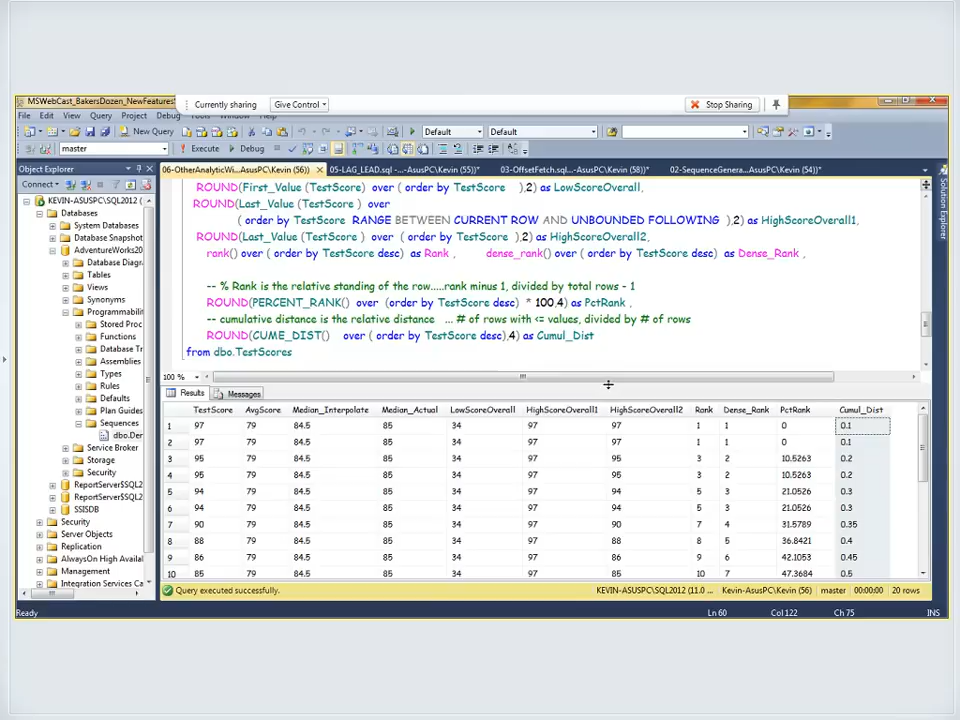 MSWebCast_BakersDozen_NewFeatures
Currently sharing
Give Control
Stop Sharing
File Edit View Query Project Debug Tools Window Help
New Query
Default
Default
master
Execute
Debug
Object Explorer
06-OtherAnalyticWi...AsusPC\Kevin (56))
05-LAG_LEAD.sql -...-AsusPC\Kevin (55))*
03-OffsetFetch.sql...-AsusPC\Kevin (57))*
02-SequenceGenera...AsusPC\Kevin (54))*
Solution Explorer
Connect
KEVIN-ASUSPC\SQL2012
Databases
System Databases
Database Snapshot
AdventureWorks20
Database Diagr
Tables
Views
Synonyms
Programmabili
Stored Proc
Functions
Database Tr
Assemblies
Types
Rules
Defaults
Plan Guides
Sequences
dbo.Der
Service Broker
Storage
Security
ReportServer$SQL2
ReportServer$SQL2
SSISDB
Security
Server Objects
Replication
AlwaysOn High Availal
Management
Integration Services Ca
ROUND(First_Value (TestScore) over ( order by TestScore ),2) as LowScoreOverall,
ROUND(Last_Value (TestScore ) over
( order by TestScore RANGE BETWEEN CURRENT ROW AND UNBOUNDED FOLLOWING ),2) as HighScoreOverall1,
ROUND(Last_Value (TestScore ) over ( order by TestScore ),2) as HighScoreOverall2,
rank() over ( order by TestScore desc) as Rank , dense_rank() over ( order by TestScore desc) as Dense_Rank ,
-- % Rank is the relative standing of the row.....rank minus 1, divided by total rows - 1
ROUND(PERCENT_RANK() over (order by TestScore desc) * 100,4) as PctRank ,
-- cumulative distance is the relative distance ... # of rows with <= values, divided by # of rows
ROUND(CUME_DIST() over ( order by TestScore desc),4) as Cumul_Dist
from dbo.TestScores
100 %
Results Messages
TestScore AvgScore Median_Interpolate Median_Actual LowScoreOverall HighScoreOverall1 HighScoreOverall2 Rank Dense_Rank PctRank Cumul_Dist
1 97 79 84.5 85 34 97 97 1 1 0 0.1
2 97 79 84.5 85 34 97 97 1 1 0 0.1
3 95 79 84.5 85 34 97 95 3 2 10.5263 0.2
4 95 79 84.5 85 34 97 95 3 2 10.5263 0.2
5 94 79 84.5 85 34 97 94 5 3 21.0526 0.3
6 94 79 84.5 85 34 97 94 5 3 21.0526 0.3
7 90 79 84.5 85 34 97 90 7 4 31.5789 0.35
8 88 79 84.5 85 34 97 88 8 5 36.8421 0.4
9 86 79 84.5 85 34 97 86 9 6 42.1053 0.45
10 85 79 84.5 85 34 97 85 10 7 47.3684 0.5
Query executed successfully.
KEVIN-ASUSPC\SQL2012 (11.0 ... Kevin-AsusPC\Kevin (56) master 00:00:00 20 rows
Ready
Ln 60 Col 122 Ch 75 INS